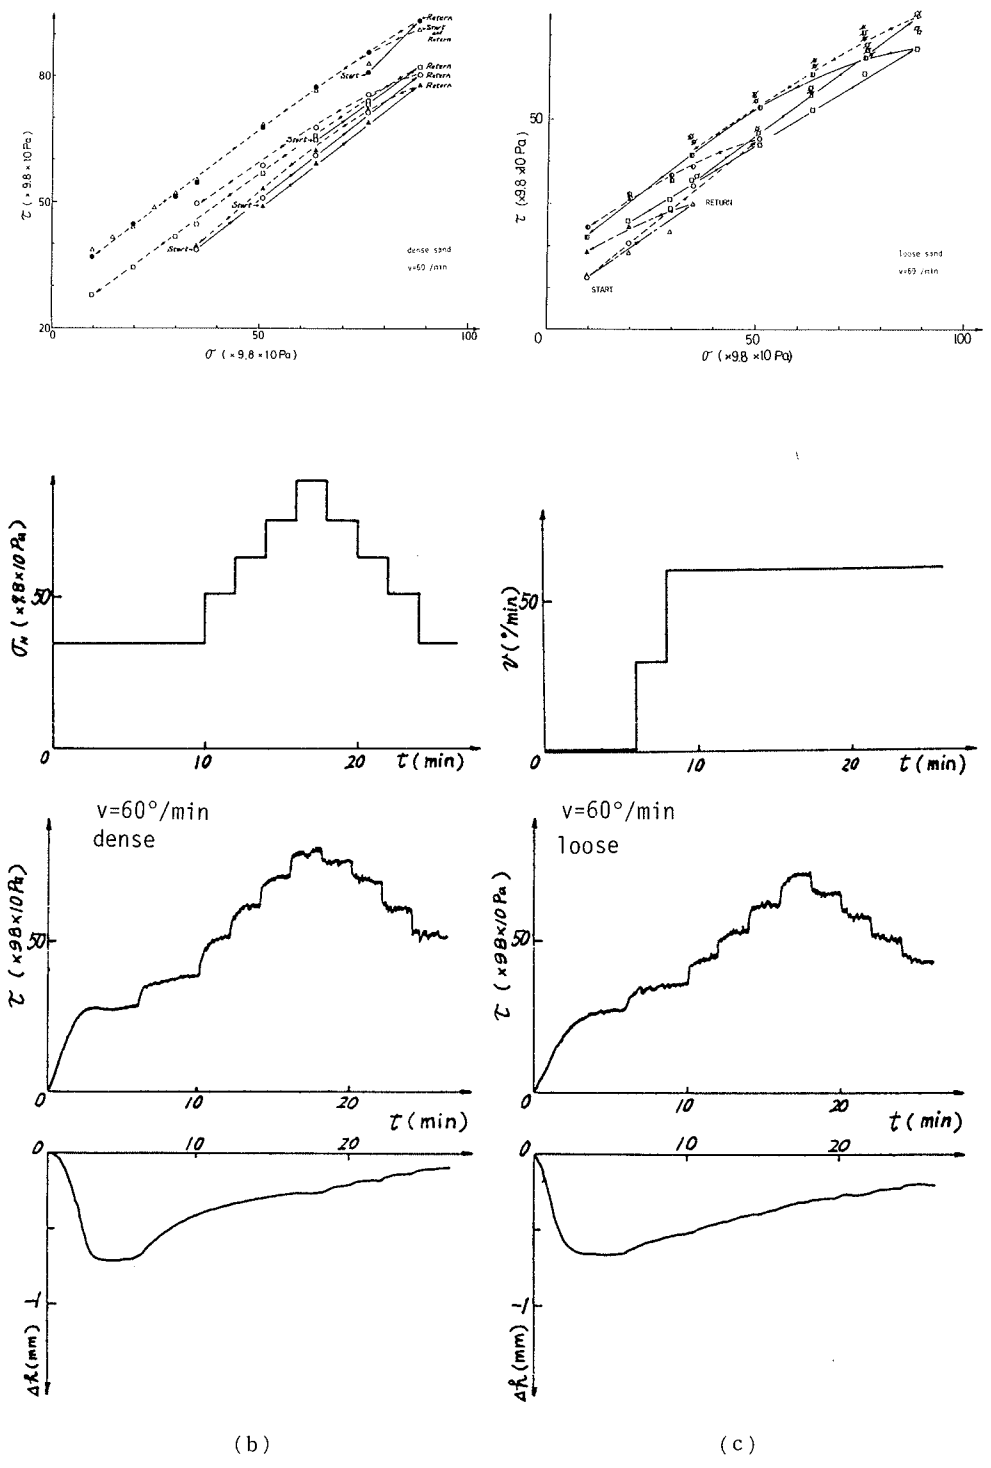 Return
Start
and
Return
80
Start
Return
Return
Return
Start
50
τ (×9.8×10Pa)
Start
Start
dense sand
v=60°/min
20
0
50
100
σ (×9.8×10Pa)
50
τ (×9.8×10Pa)
RETURN
START
loose sand
v=60°/min
0
50
100
σ (×9.8×10Pa)
σN (×9.8×10Pa)
50
0
10
20
t (min)
v (°/min)
50
0
10
20
t (min)
v=60°/min
dense
τ (×9.8×10Pa)
50
0
10
20
t (min)
v=60°/min
loose
τ (×9.8×10Pa)
50
0
10
20
t (min)
0
10
20
-1
Δh (mm)
0
10
20
-1
Δh (mm)
(b)
(c)